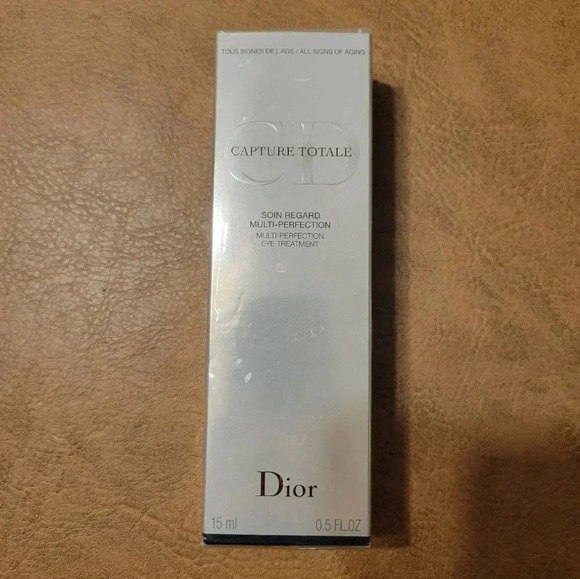 TOUS SIGNES DE L'AGE / ALL SIGNS OF AGING
CD
CAPTURE TOTALE
SOIN REGARD
MULTI-PERFECTION
MULTI-PERFECTION
EYE TREATMENT
Dior
15 ml 0.5 FL.OZ